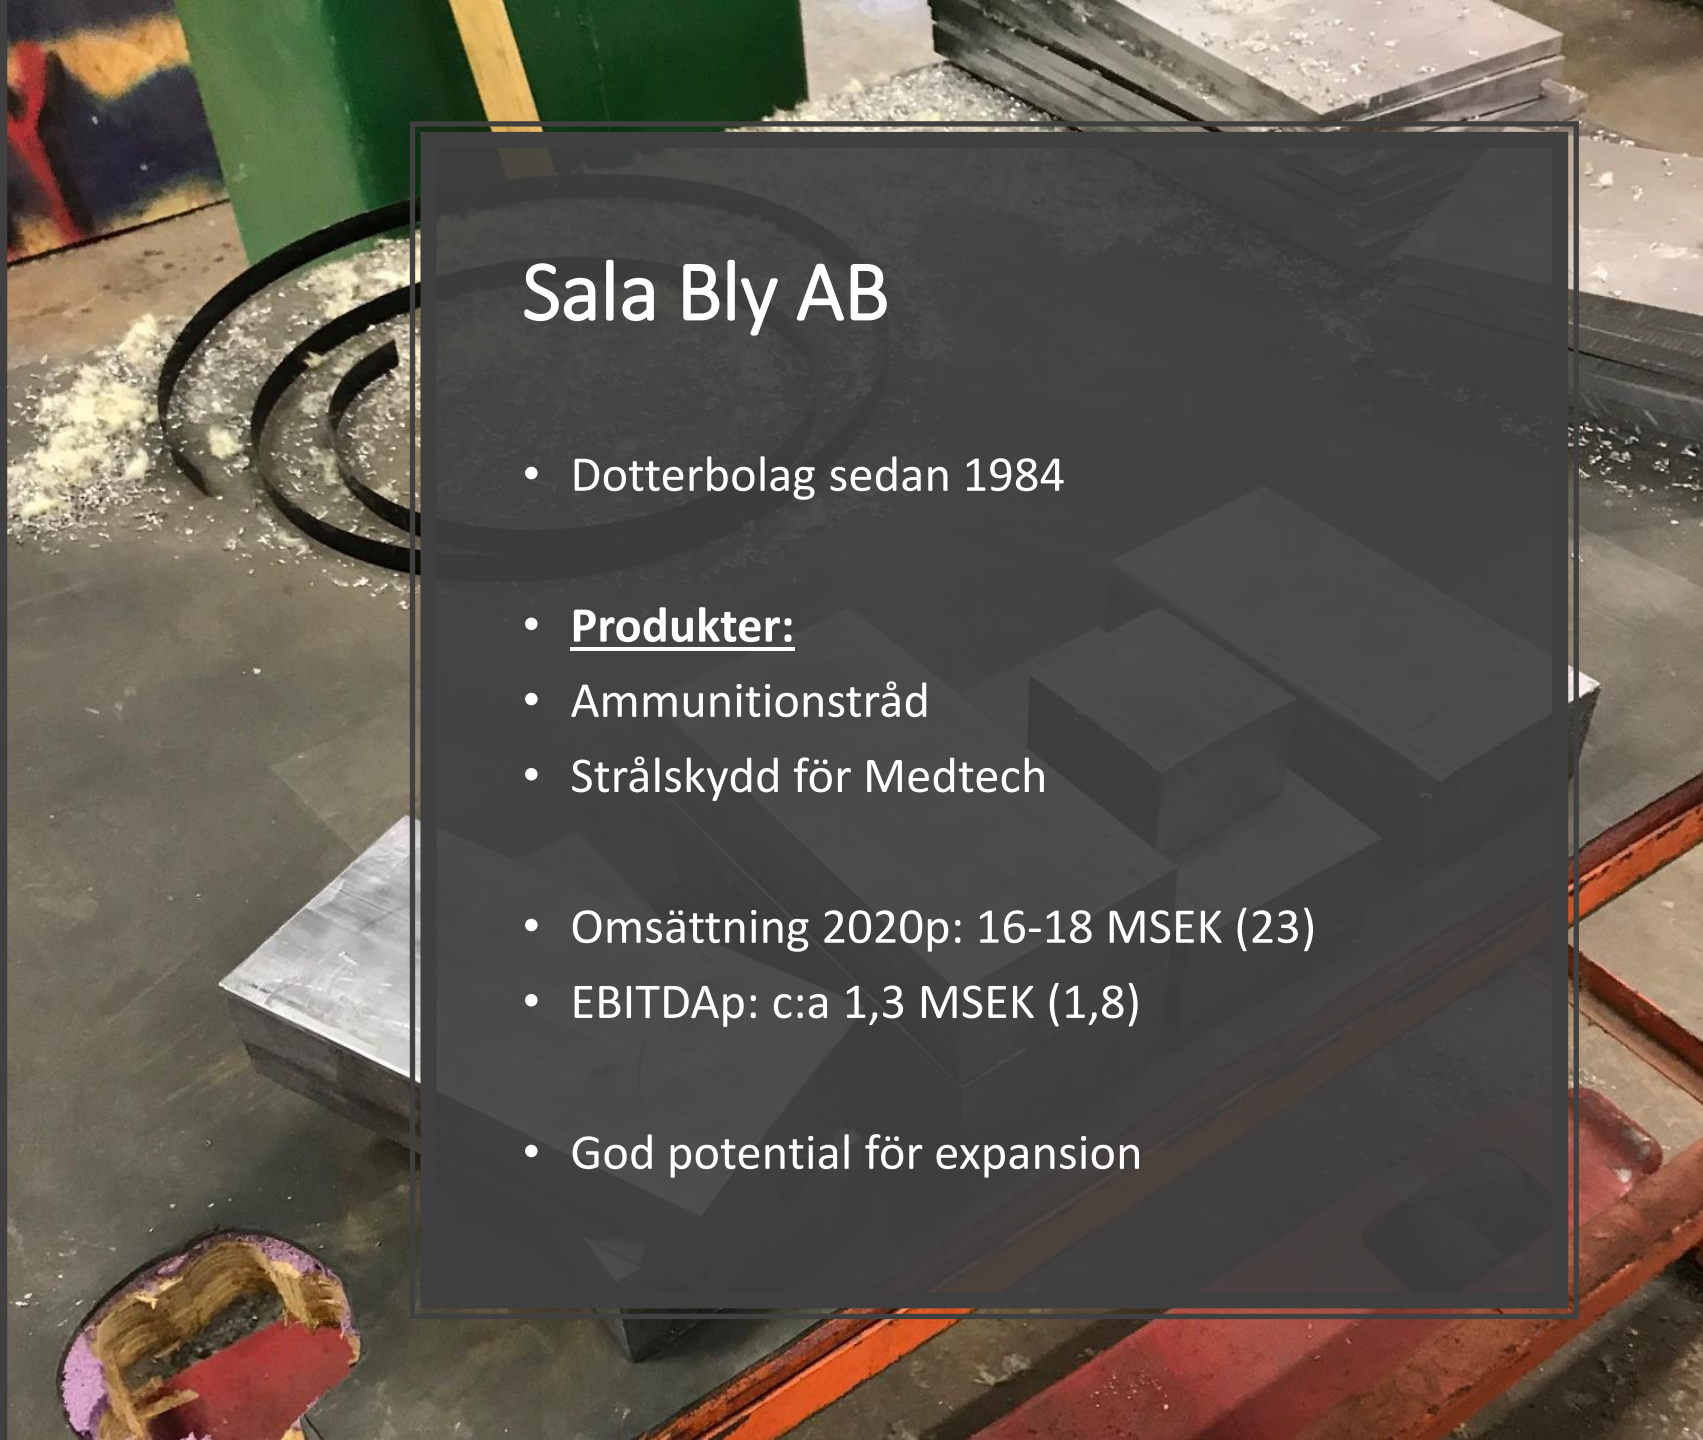 Sala Bly AB
• Dotterbolag sedan 1984
• Produkter:
• Ammunitionstråd
• Strålskydd för Medtech
• Omsättning 2020p: 16-18 MSEK (23)
• EBITDAp: c:a 1,3 MSEK (1,8)
• God potential för expansion